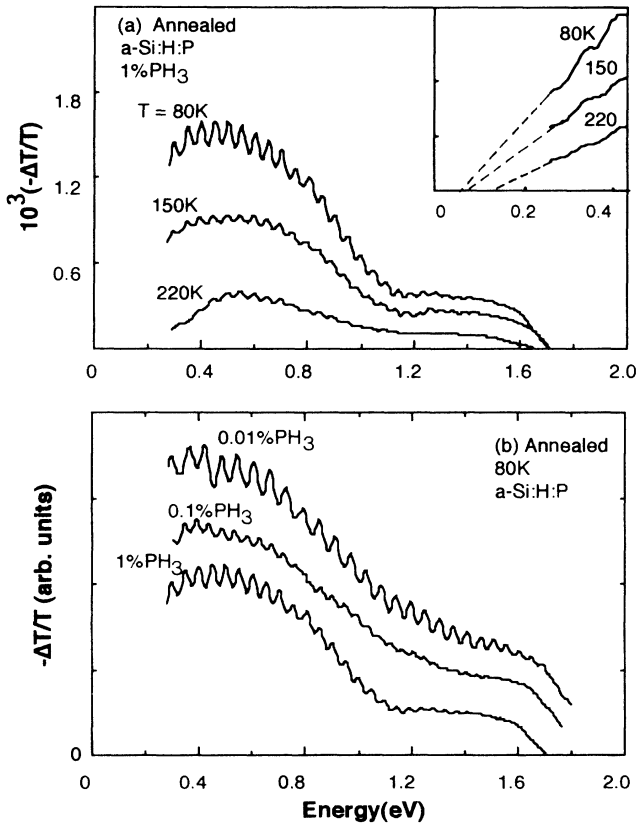 (a) Annealed
a-Si:H:P
1%PH3
T = 80K
150K
220K
10³(-ΔT/T)
1.8
1.2
0.6
0 0.4 0.8 1.2 1.6 2.0
80K
150
220
0 0.2 0.4
0.01%PH3
0.1%PH3
1%PH3
(b) Annealed
80K
a-Si:H:P
-ΔT/T (arb. units)
0
0 0.4 0.8 1.2 1.6 2.0
Energy(eV)